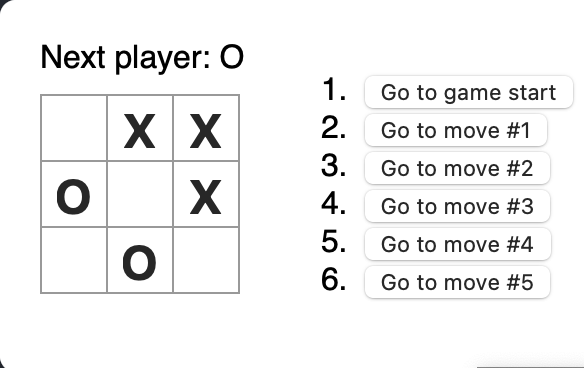 Next player: O
X X
O X
O
1. Go to game start
2. Go to move #1
3. Go to move #2
4. Go to move #3
5. Go to move #4
6. Go to move #5